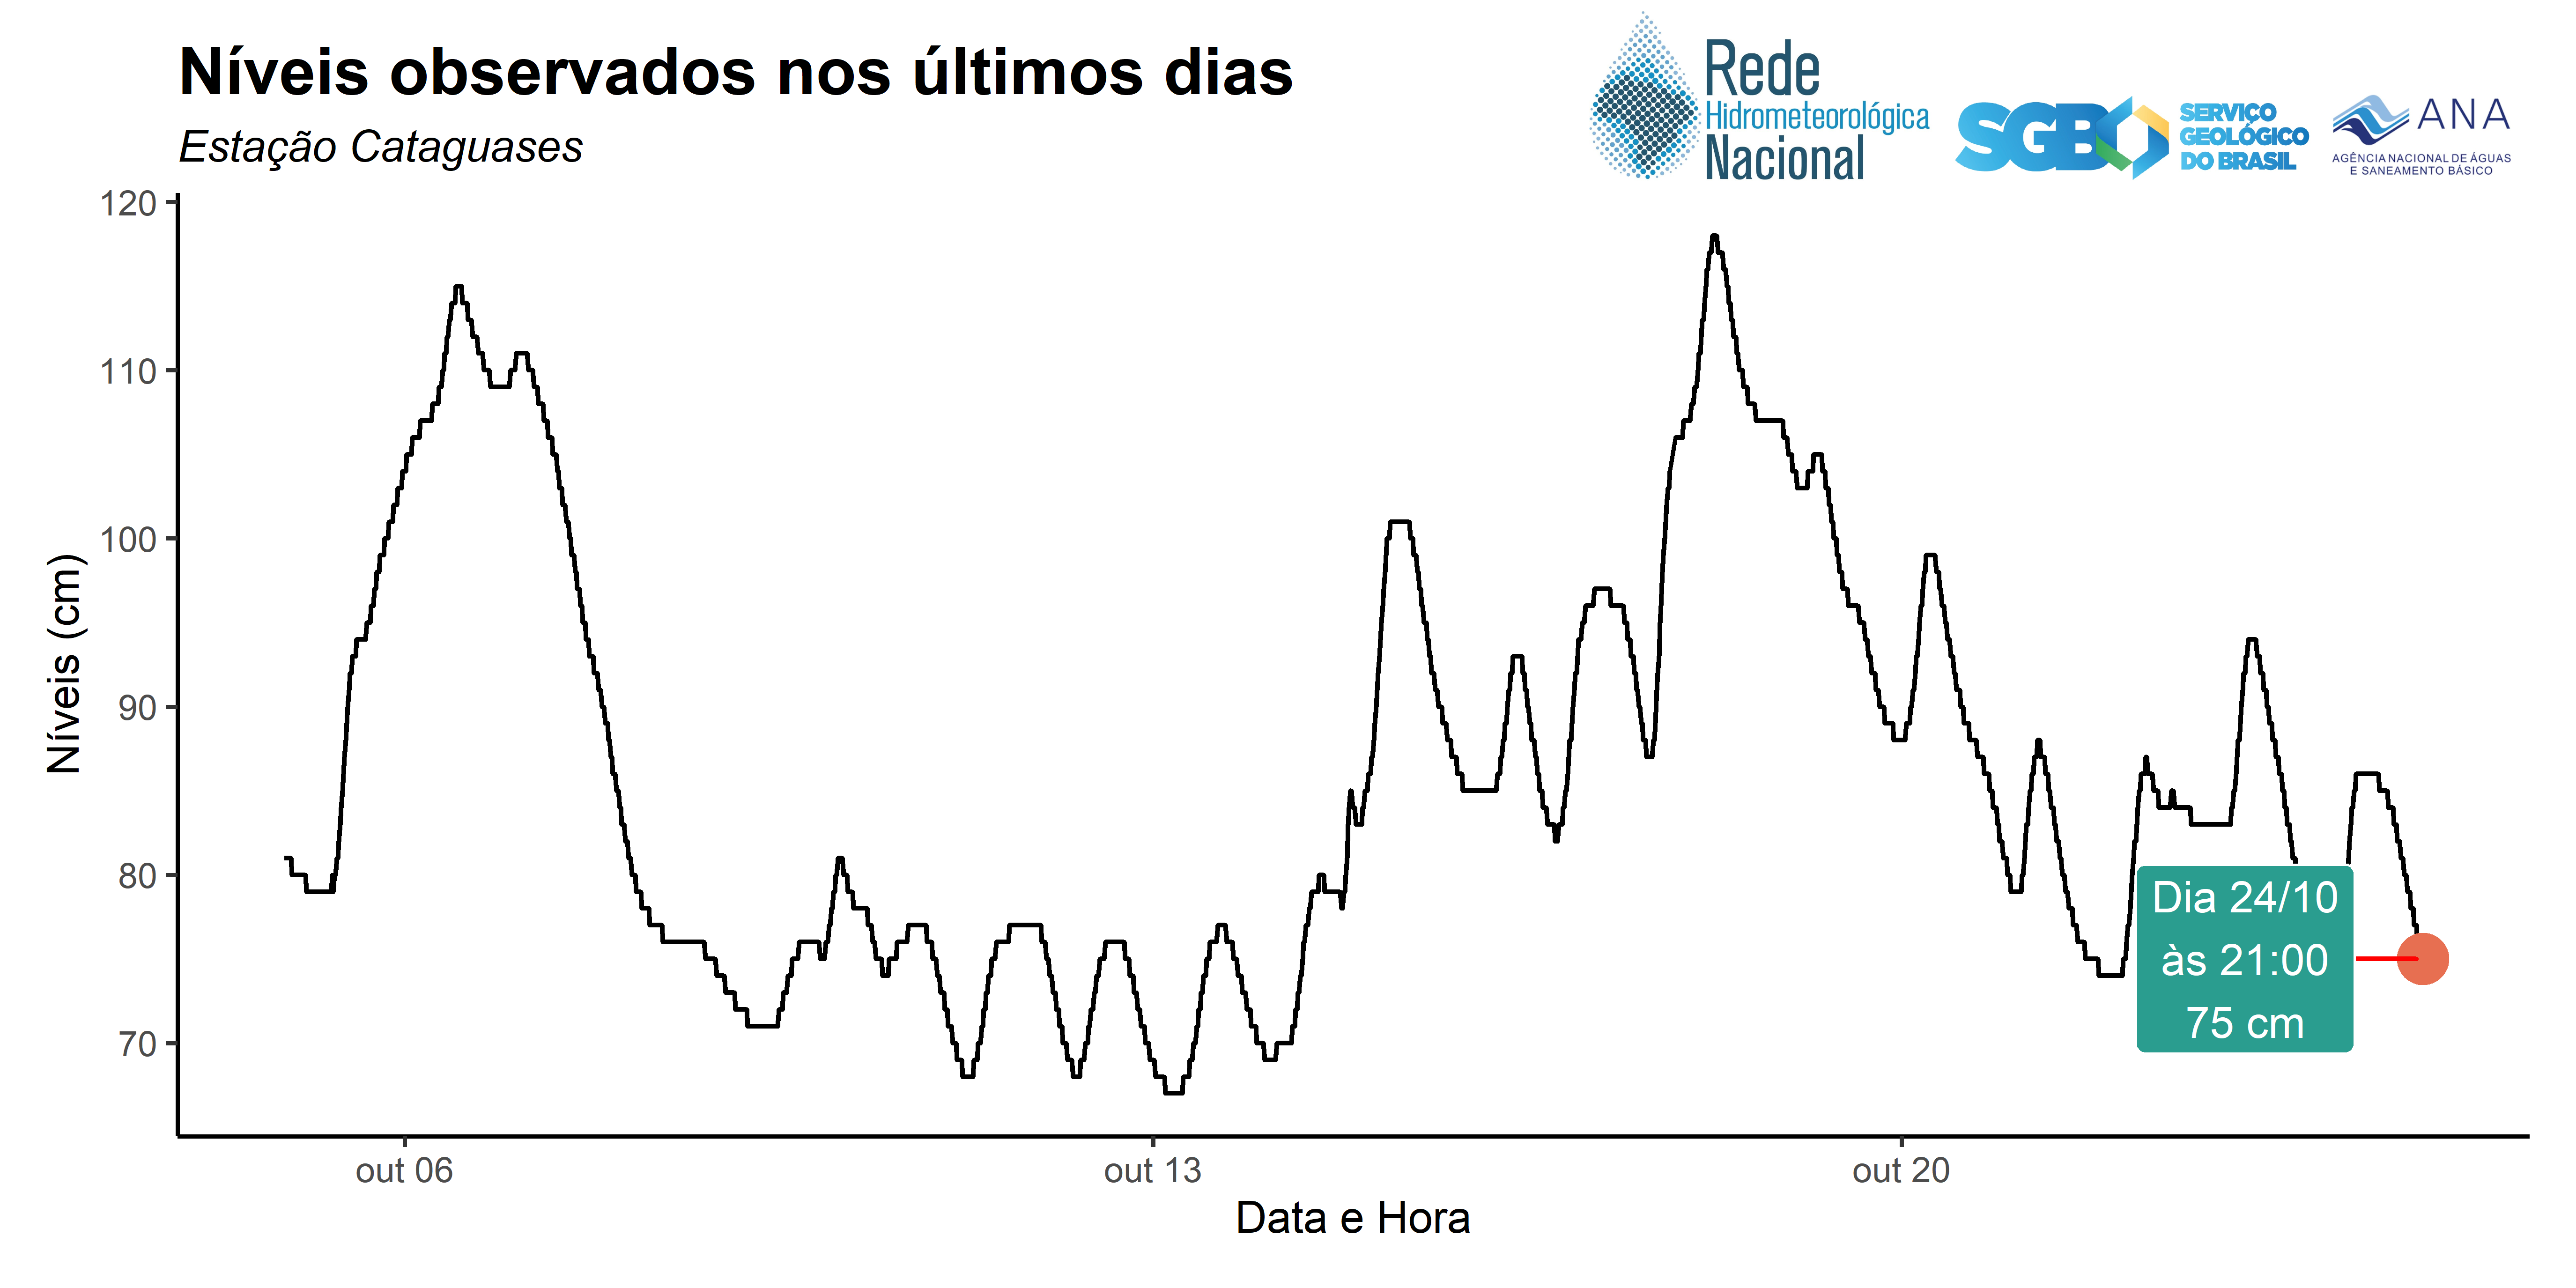 Níveis observados nos últimos dias
Estação Cataguases
Rede
Hidrometeorológica
Nacional
SGB
SERVIÇO
GEOLÓGICO
DO BRASIL
ANA
AGÊNCIA NACIONAL DE ÁGUAS
E SANEAMENTO BÁSICO
Níveis (cm)
120
110
100
90
80
70
Dia 24/10
às 21:00
75 cm
out 06
out 13
out 20
Data e Hora